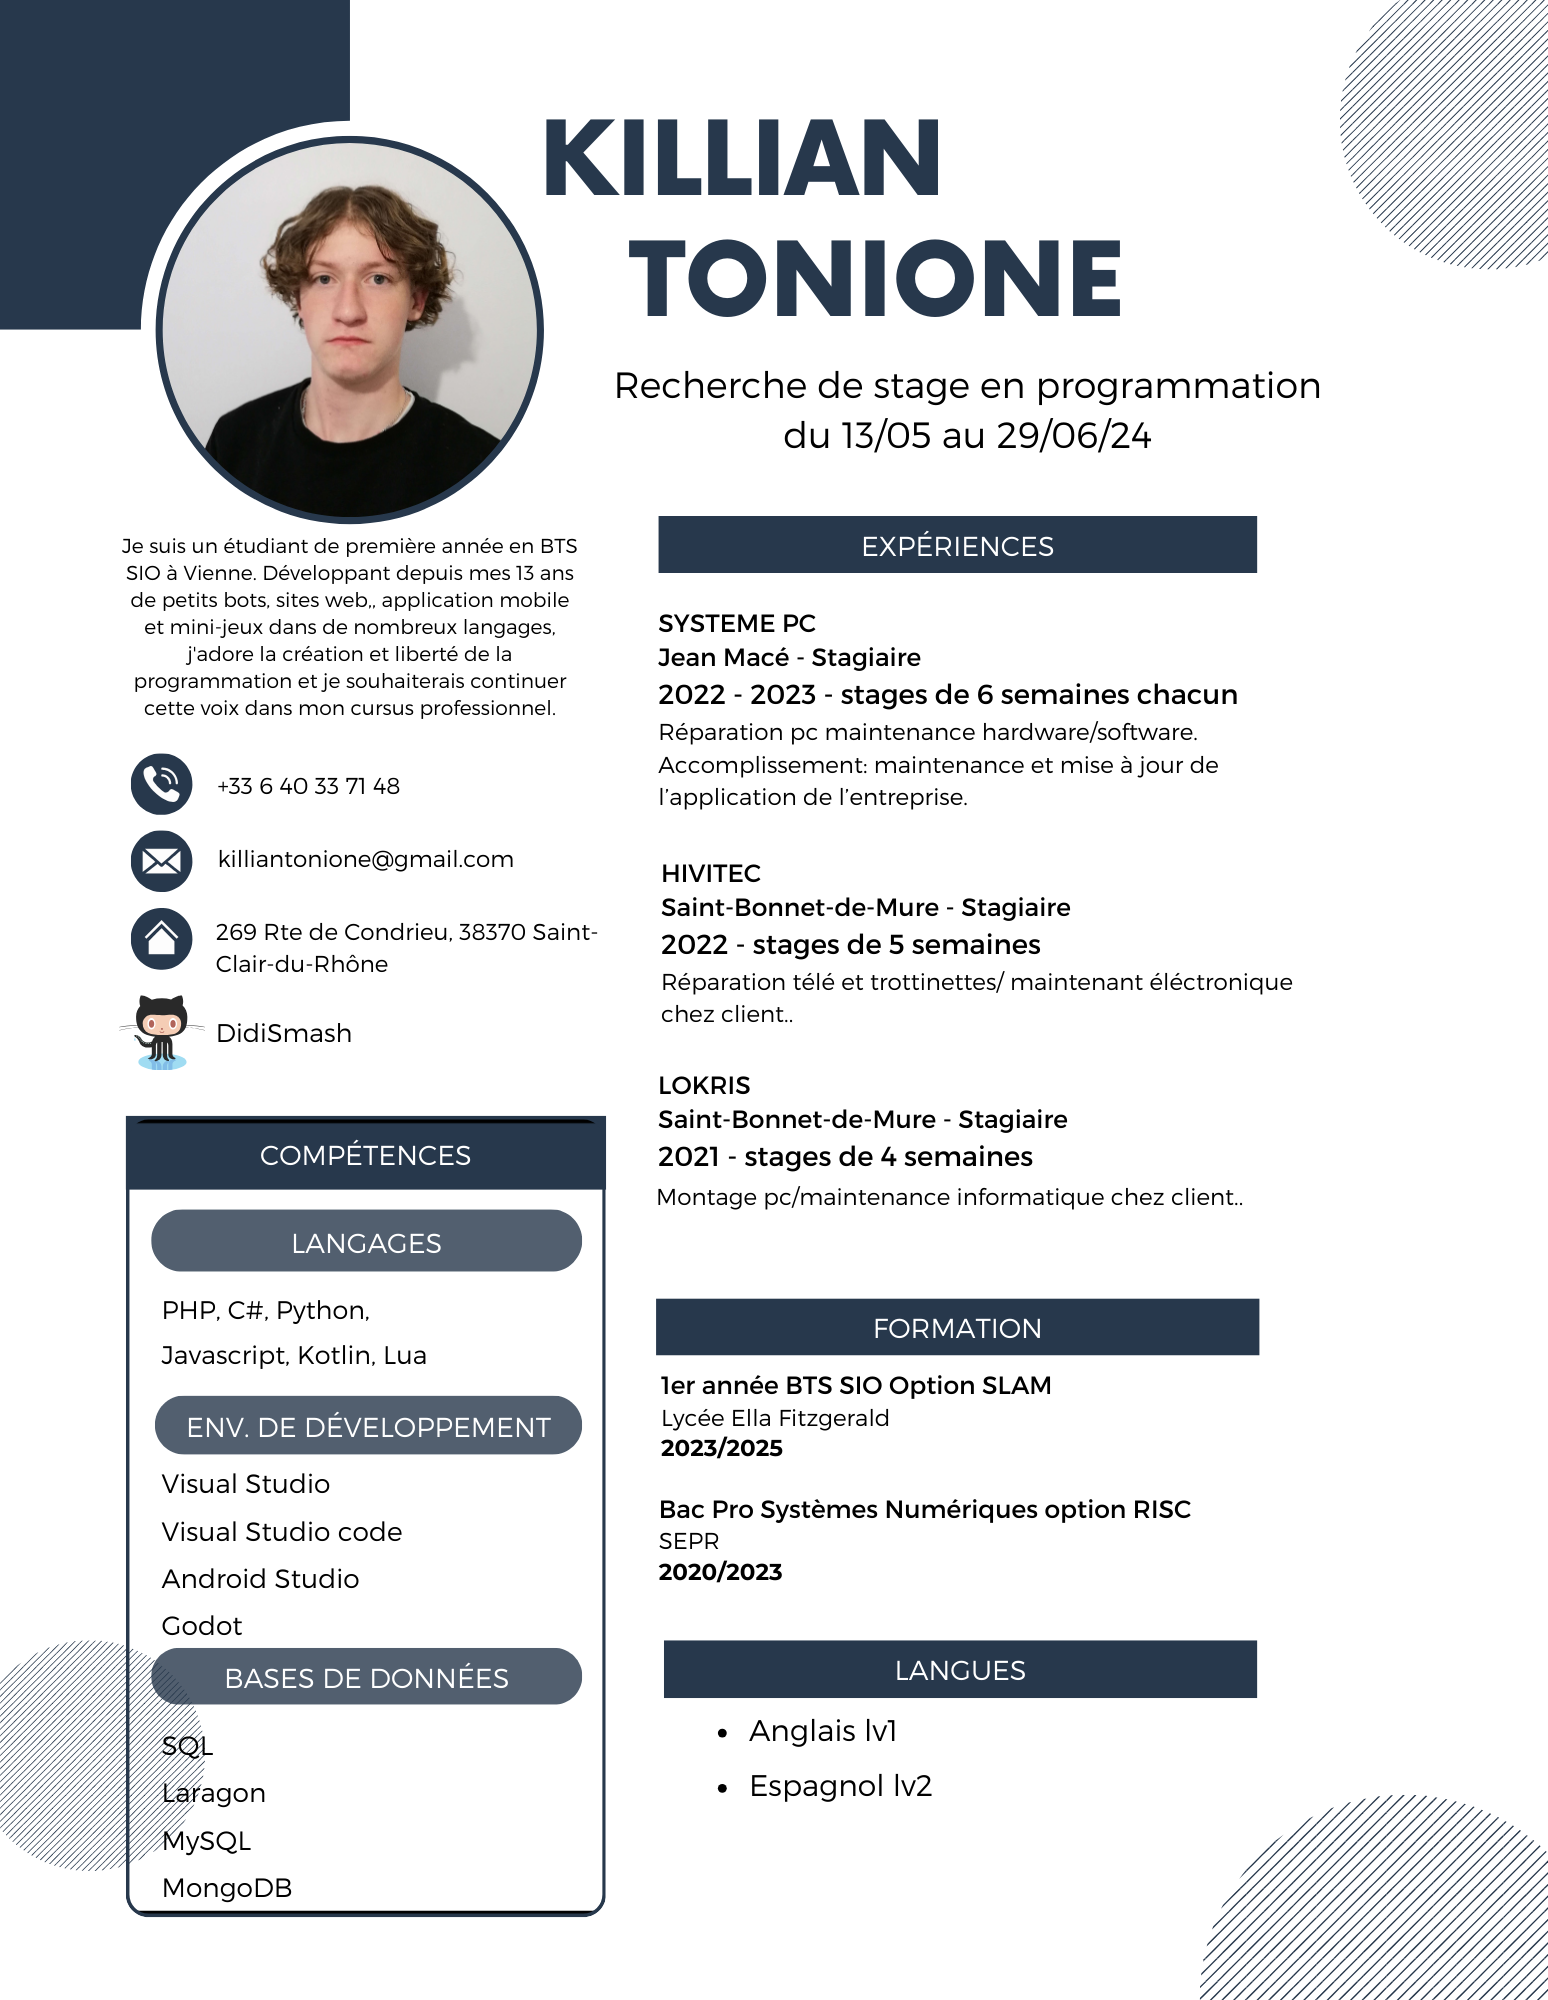 KILLIAN
TONIONE
Recherche de stage en programmation
du 13/05 au 29/06/24
Je suis un étudiant de première année en BTS
SIO à Vienne. Développant depuis mes 13 ans
de petits bots, sites web,, application mobile
et mini-jeux dans de nombreux langages,
j'adore la création et liberté de la
programmation et je souhaiterais continuer
cette voix dans mon cursus professionnel.
+33 6 40 33 71 48
killiantonione@gmail.com
269 Rte de Condrieu, 38370 Saint-
Clair-du-Rhône
DidiSmash
COMPÉTENCES
LANGAGES
PHP, C#, Python,
Javascript, Kotlin, Lua
ENV. DE DÉVELOPPEMENT
Visual Studio
Visual Studio code
Android Studio
Godot
BASES DE DONNÉES
SQL
Laragon
MySQL
MongoDB
EXPÉRIENCES
SYSTEME PC
Jean Macé - Stagiaire
2022 - 2023 - stages de 6 semaines chacun
Réparation pc maintenance hardware/software.
Accomplissement: maintenance et mise à jour de
l’application de l’entreprise.
HIVITEC
Saint-Bonnet-de-Mure - Stagiaire
2022 - stages de 5 semaines
Réparation télé et trottinettes/ maintenant éléctronique
chez client..
LOKRIS
Saint-Bonnet-de-Mure - Stagiaire
2021 - stages de 4 semaines
Montage pc/maintenance informatique chez client..
FORMATION
1er année BTS SIO Option SLAM
Lycée Ella Fitzgerald
2023/2025
Bac Pro Systèmes Numériques option RISC
SEPR
2020/2023
LANGUES
• Anglais lv1
• Espagnol lv2